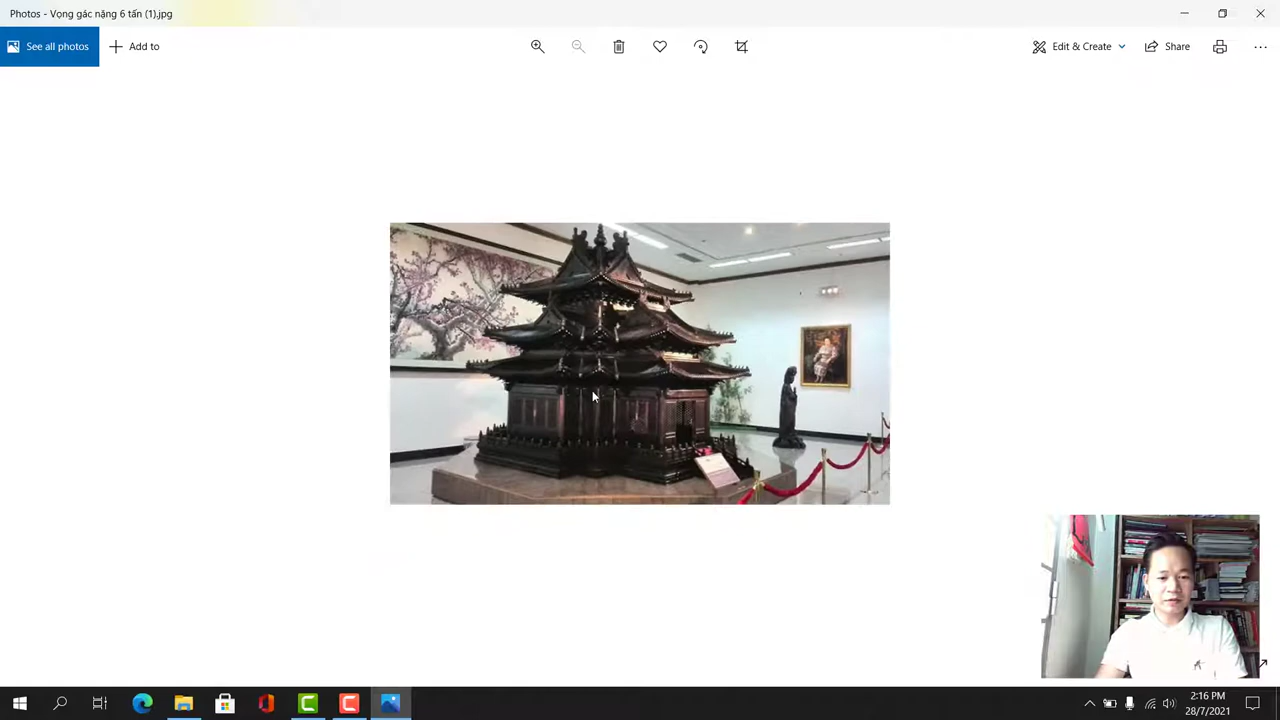 Photos - Vọng gác nặng 6 tấn (1).jpg
See all photos
Add to
Edit & Create
Share
2:16 PM
28/7/2021